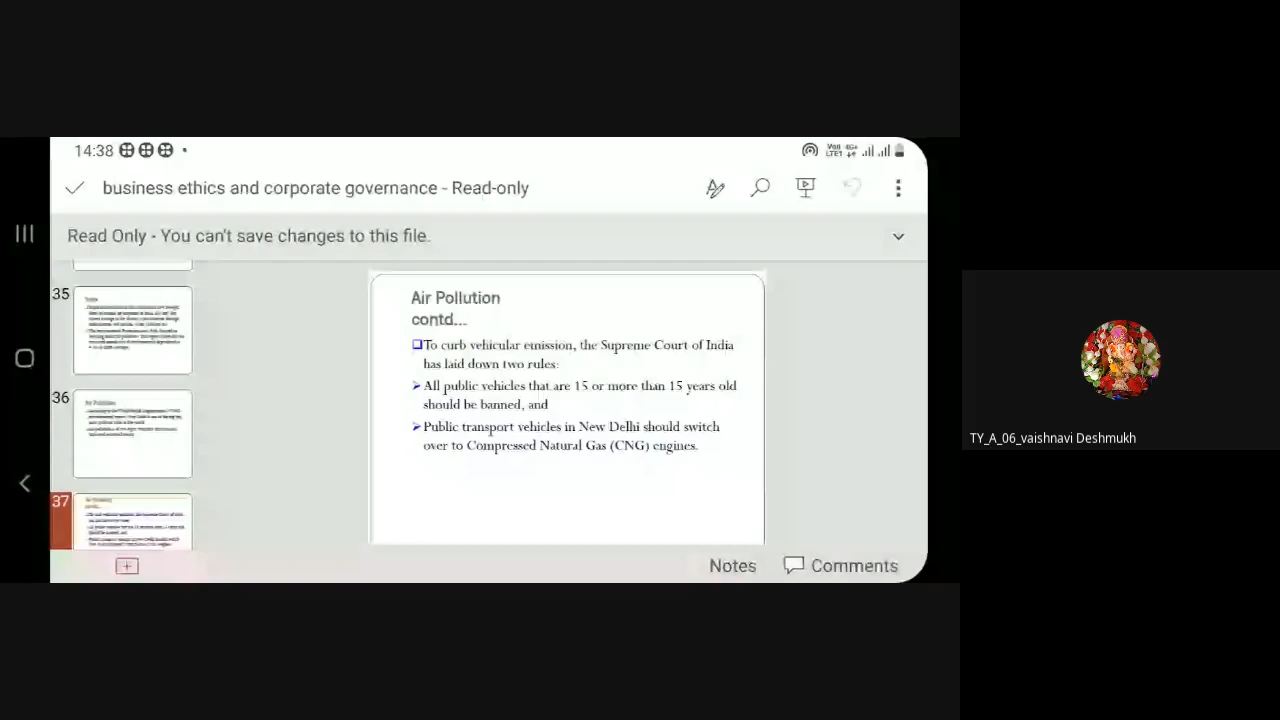 14:38
business ethics and corporate governance - Read-only
Read Only - You can't save changes to this file.
35
36
Air Pollution
37
Air Pollution
contd...
❑To curb vehicular emission, the Supreme Court of India
has laid down two rules:
➢All public vehicles that are 15 or more than 15 years old
should be banned, and
➢Public transport vehicles in New Delhi should switch
over to Compressed Natural Gas (CNG) engines.
Notes
Comments
TY_A_06_vaishnavi Deshmukh